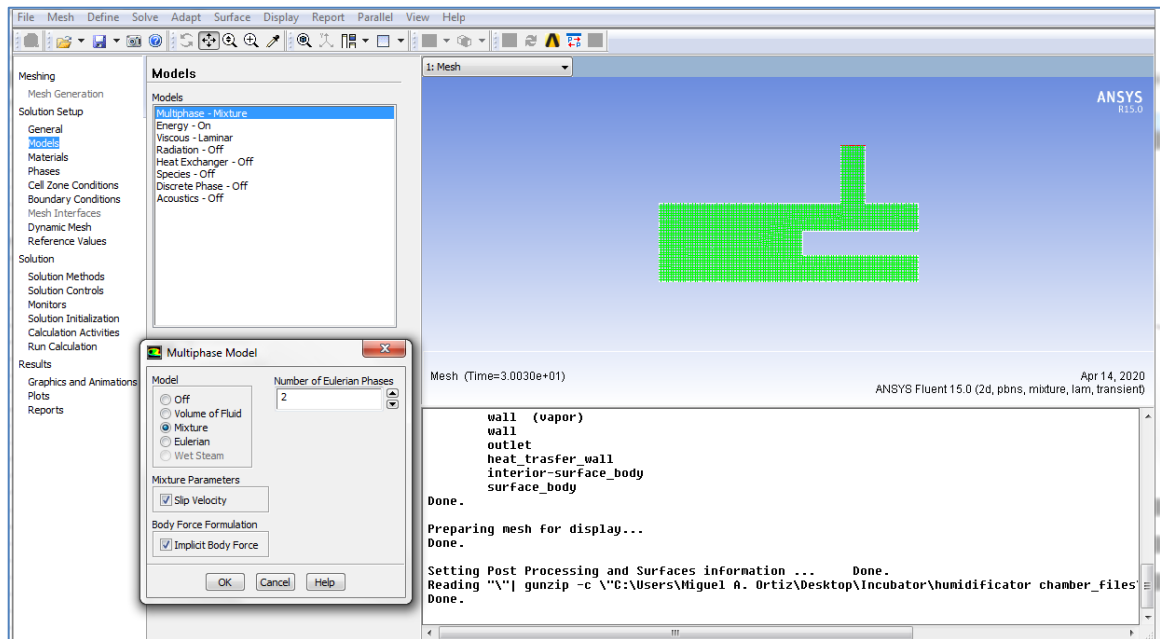 File Mesh Define Solve Adapt Surface Display Report Parallel View Help
Meshing
Mesh Generation
Solution Setup
General
Models
Materials
Phases
Cell Zone Conditions
Boundary Conditions
Mesh Interfaces
Dynamic Mesh
Reference Values
Solution
Solution Methods
Solution Controls
Monitors
Solution Initialization
Calculation Activities
Run Calculation
Results
Graphics and Animations
Plots
Reports
Models
Models
Multiphase - Mixture
Energy - On
Viscous - Laminar
Radiation - Off
Heat Exchanger - Off
Species - Off
Discrete Phase - Off
Acoustics - Off
Multiphase Model
Model
Off
Volume of Fluid
Mixture
Eulerian
Wet Steam
Number of Eulerian Phases
2
Mixture Parameters
Slip Velocity
Body Force Formulation
Implicit Body Force
OK Cancel Help
1: Mesh
ANSYS
R15.0
Mesh (Time=3.0030e+01)
Apr 14, 2020
ANSYS Fluent 15.0 (2d, pbns, mixture, lam, transient)
wall (vapor)
wall
outlet
heat_trasfer_wall
interior-surface_body
surface_body
Done.
Preparing mesh for display...
Done.
Setting Post Processing and Surfaces information ... Done.
Reading "\"| gunzip -c \"C:\Users\Miguel A. Ortiz\Desktop\Incubator\humidificator chamber_files\
Done.